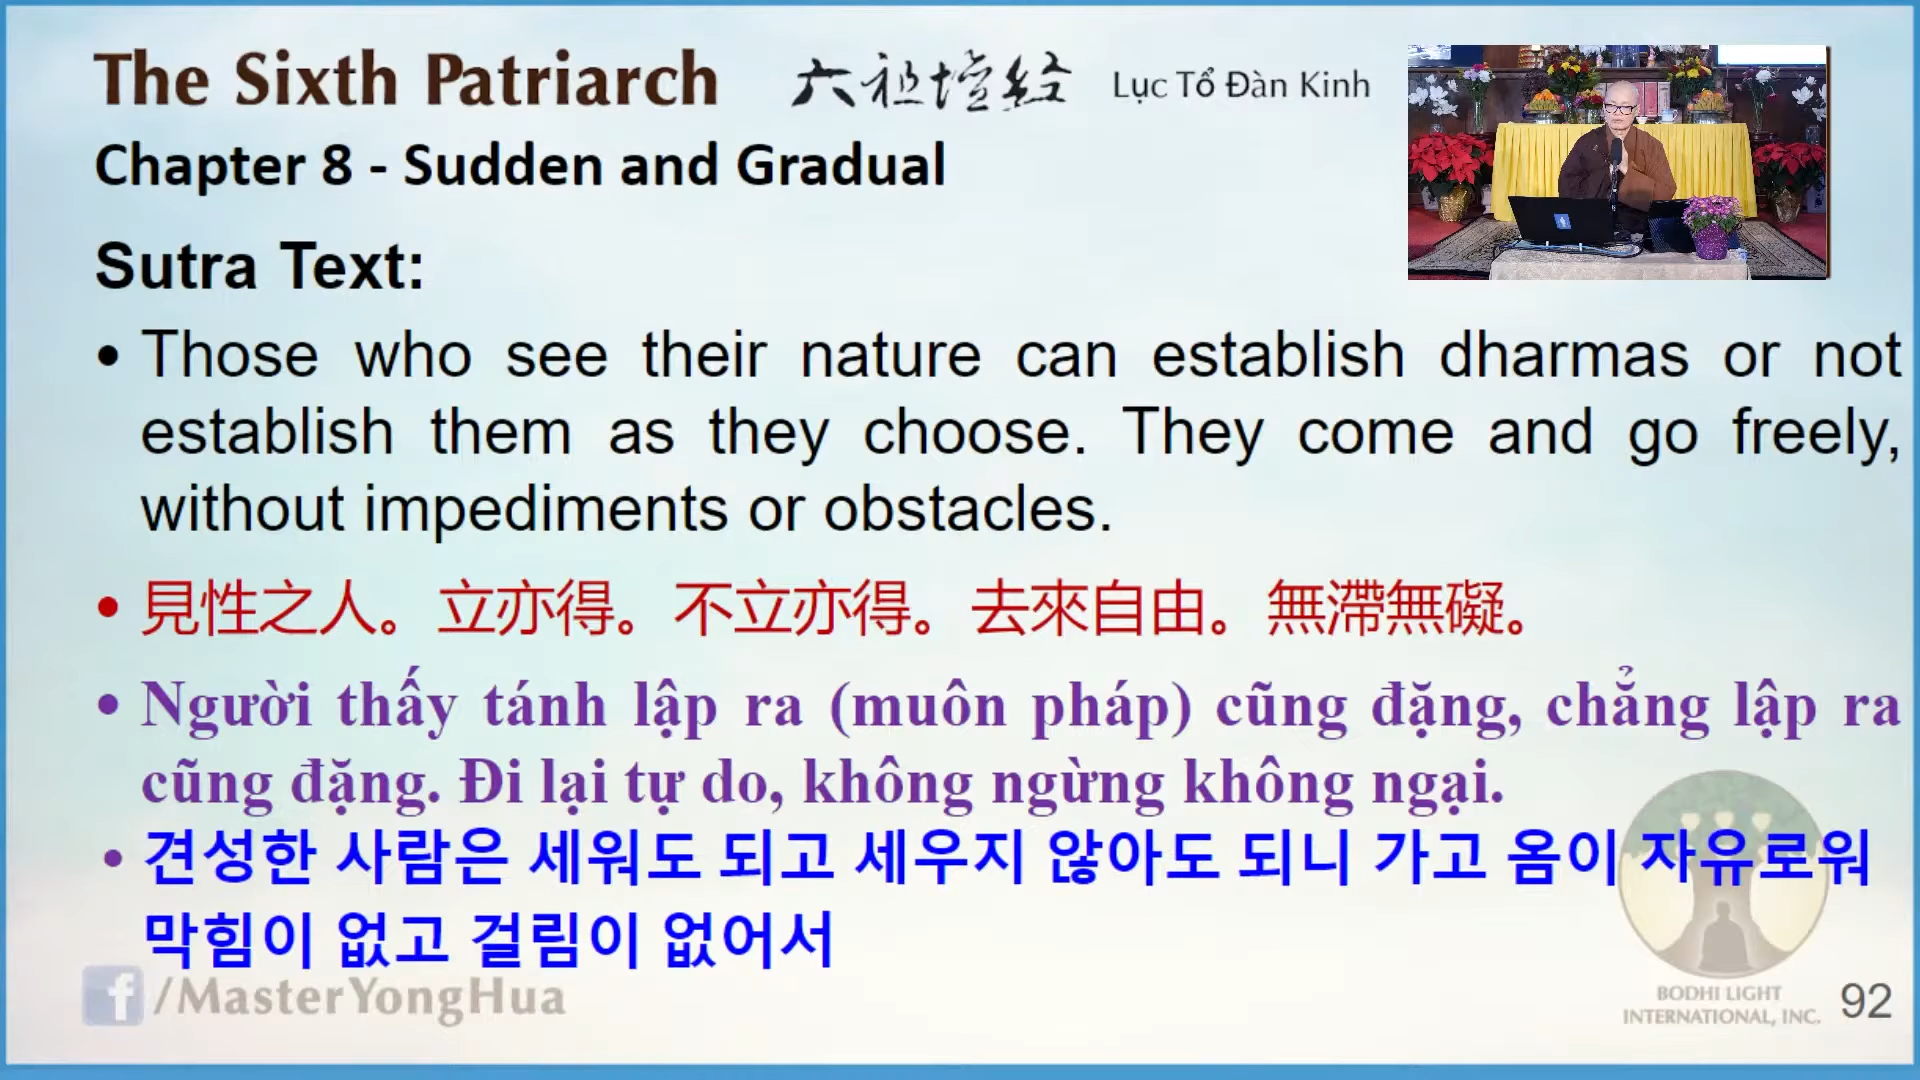 The Sixth Patriarch 六祖壇経 Lục Tổ Đàn Kinh
Chapter 8 - Sudden and Gradual
Sutra Text:
• Those who see their nature can establish dharmas or not
establish them as they choose. They come and go freely,
without impediments or obstacles.
• 見性之人。立亦得。不立亦得。去來自由。無滯無礙。
• Người thấy tánh lập ra (muôn pháp) cũng đặng, chẳng lập ra
cũng đặng. Đi lại tự do, không ngừng không ngại.
• 견성한 사람은 세워도 되고 세우지 않아도 되니 가고 옴이 자유로워
막힘이 없고 걸림이 없어서
f/MasterYongHua
BODHI LIGHT
INTERNATIONAL, INC.
92